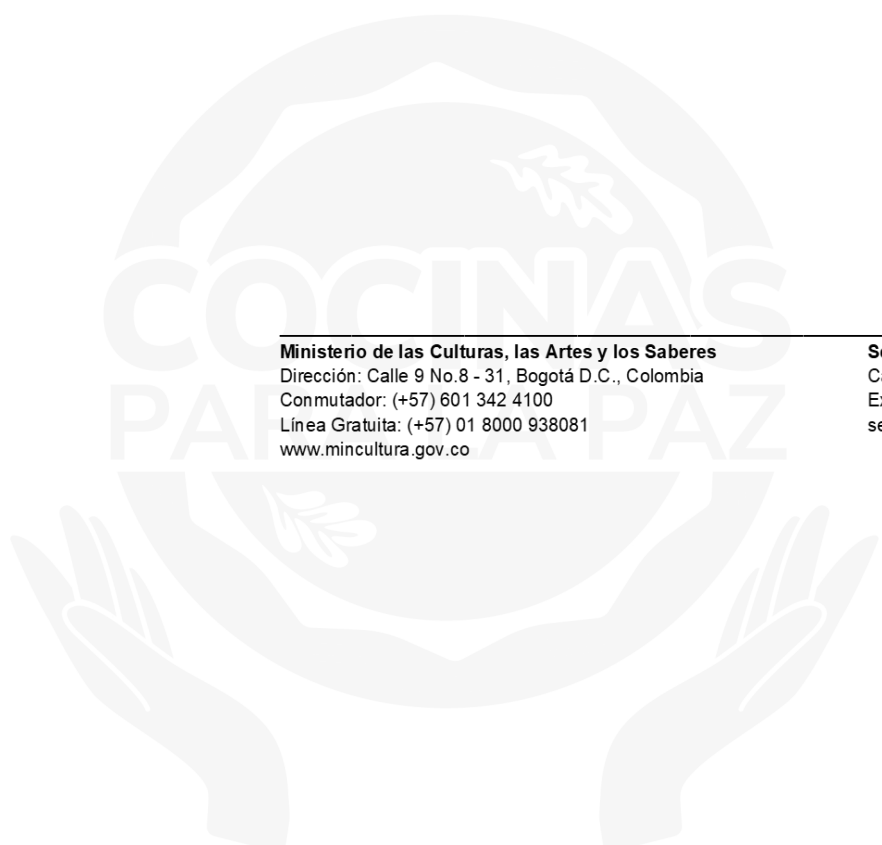 COCINAS
PARA LA PAZ
Ministerio de las Culturas, las Artes y los Saberes
Dirección: Calle 9 No.8 - 31, Bogotá D.C., Colombia
Conmutador: (+57) 601 342 4100
Línea Gratuita: (+57) 01 8000 938081
www.mincultura.gov.co